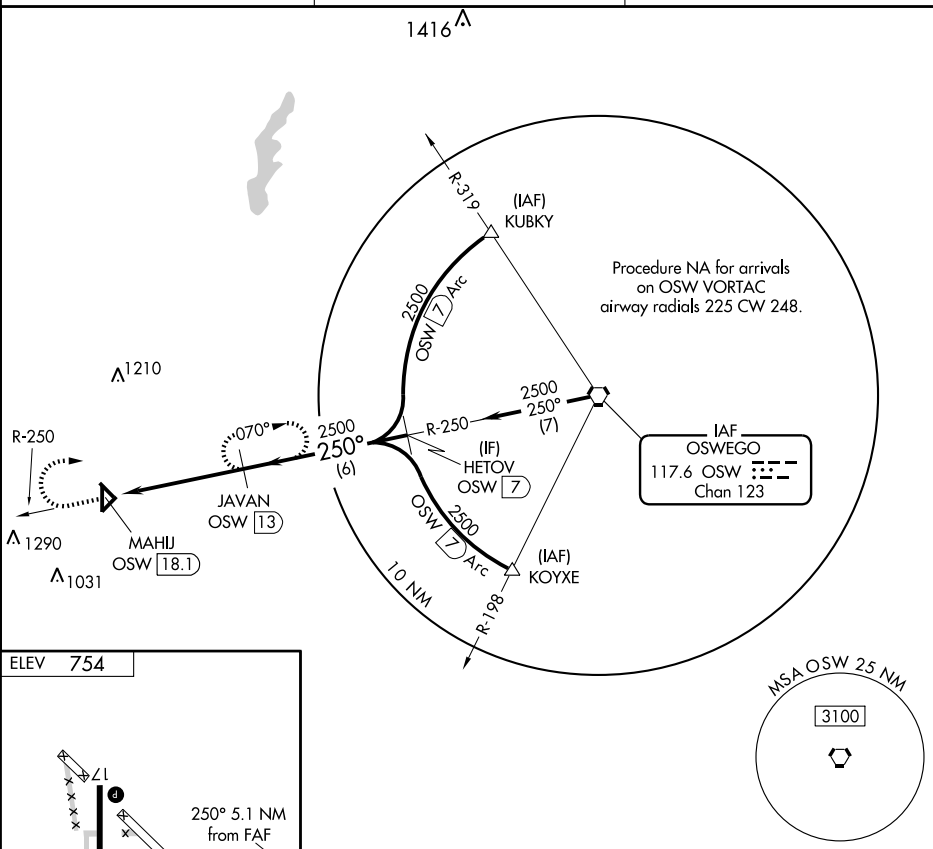 1416
R-319
(IAF)
KUBKY
Procedure NA for arrivals
on OSW VORTAC
airway radials 225 CW 248.
2500
OSW 7 Arc
1210
2500
250°
(7)
R-250
R-250
070°
2500
250°
(6)
(IF)
HETOV
OSW 7
IAF
OSWEGO
117.6 OSW
Chan 123
JAVAN
OSW 13
MAHIJ
OSW 18.1
1290
1031
2500
OSW 7 Arc
(IAF)
KOYXE
10 NM
R-198
ELEV 754
MSA OSW 25 NM
3100
17
P
250° 5.1 NM
from FAF